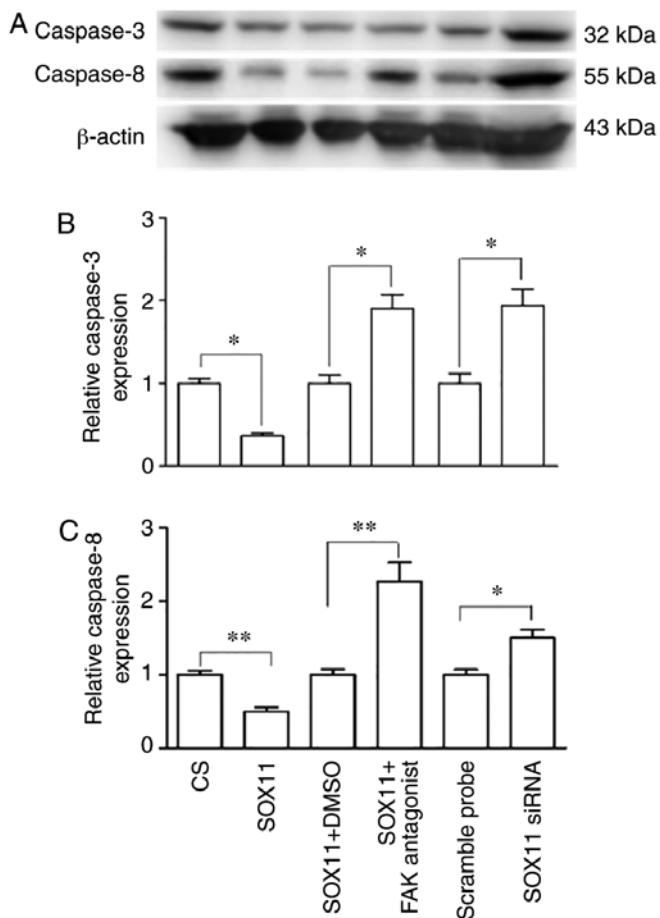 A
Caspase-3
32 kDa
Caspase-8
55 kDa
β-actin
43 kDa
B
Relative caspase-3
expression
3
2
1
0
*
*
*
C
Relative caspase-8
expression
3
2
1
0
**
**
*
CS
SOX11
SOX11+DMSO
SOX11+
FAK antagonist
Scramble probe
SOX11 siRNA